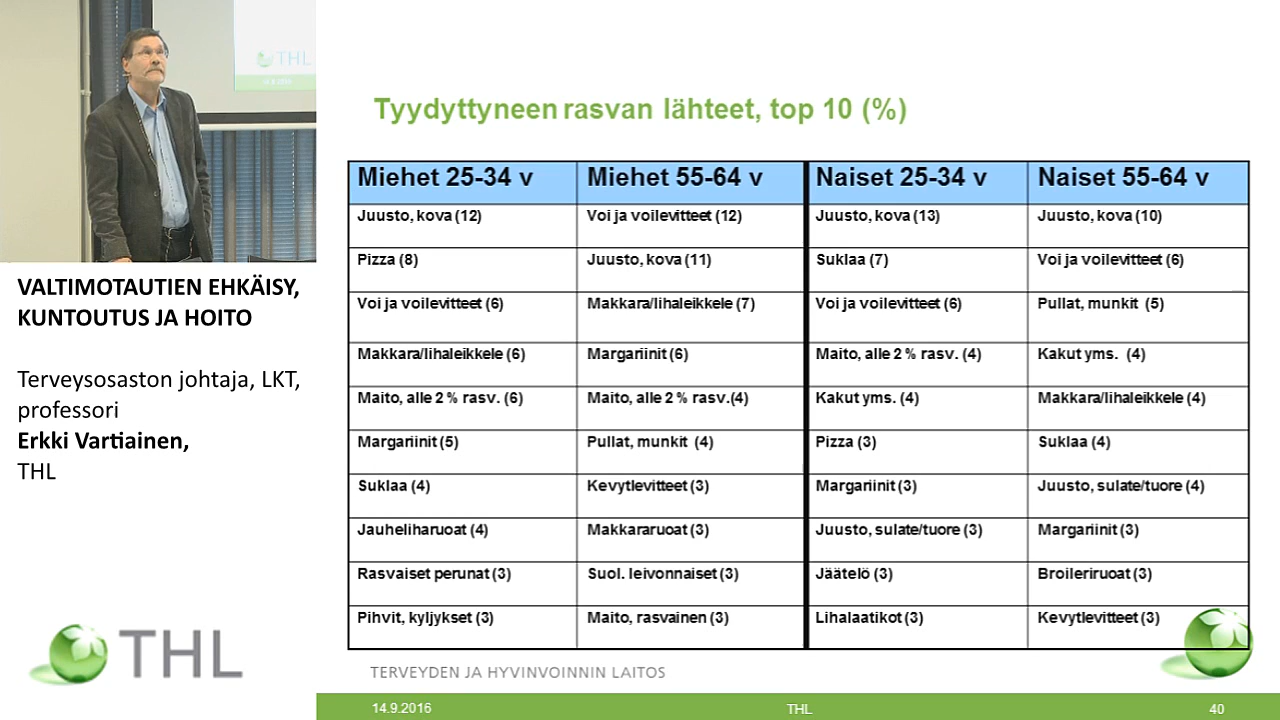 THL
14.9.2016
VALTIMOTAUTIEN EHKÄISY,
KUNTOUTUS JA HOITO
Terveysosaston johtaja, LKT,
professori
Erkki Vartiainen,
THL
THL
Tyydyttyneen rasvan lähteet, top 10 (%)
Miehet 25-34 v Miehet 55-64 v Naiset 25-34 v Naiset 55-64 v
Juusto, kova (12) Voi ja voilevitteet (12) Juusto, kova (13) Juusto, kova (10)
Pizza (8) Juusto, kova (11) Suklaa (7) Voi ja voilevitteet (6)
Voi ja voilevitteet (6) Makkara/lihaleikkele (7) Voi ja voilevitteet (6) Pullat, munkit (5)
Makkara/lihaleikkele (6) Margariinit (6) Maito, alle 2 % rasv. (4) Kakut yms. (4)
Maito, alle 2 % rasv. (6) Maito, alle 2 % rasv.(4) Kakut yms. (4) Makkara/lihaleikkele (4)
Margariinit (5) Pullat, munkit (4) Pizza (3) Suklaa (4)
Suklaa (4) Kevytlevitteet (3) Margariinit (3) Juusto, sulate/tuore (4)
Jauheliharuoat (4) Makkararuoat (3) Juusto, sulate/tuore (3) Margariinit (3)
Rasvaiset perunat (3) Suol. leivonnaiset (3) Jäätelö (3) Broileriruoat (3)
Pihvit, kyljykset (3) Maito, rasvainen (3) Lihalaatikot (3) Kevytlevitteet (3)
TERVEYDEN JA HYVINVOINNIN LAITOS
14.9.2016 THL 40